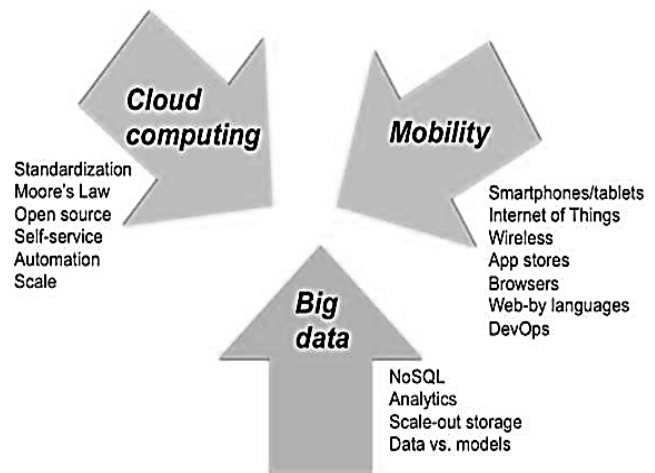 Cloud
computing
Standardization
Moore's Law
Open source
Self-service
Automation
Scale
Mobility
Smartphones/tablets
Internet of Things
Wireless
App stores
Browsers
Web-by languages
DevOps
Big
data
NoSQL
Analytics
Scale-out storage
Data vs. models